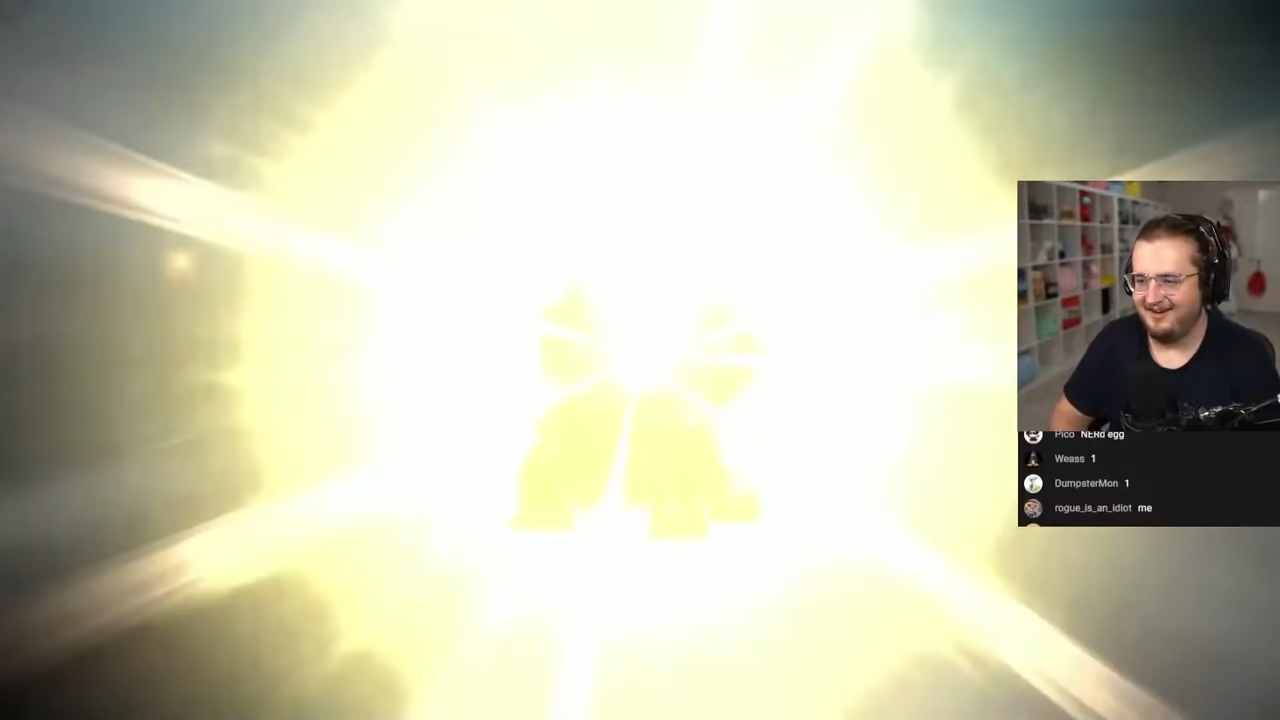 Pico NERd egg
Weass 1
DumpsterMon 1
rogue_is_an_idiot me